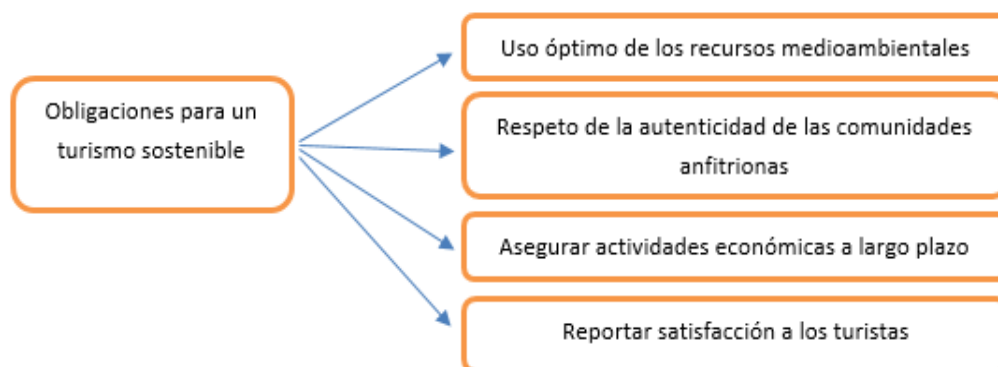 Obligaciones para un
turismo sostenible
Uso óptimo de los recursos medioambientales
Respeto de la autenticidad de las comunidades
anfitrionas
Asegurar actividades económicas a largo plazo
Reportar satisfacción a los turistas